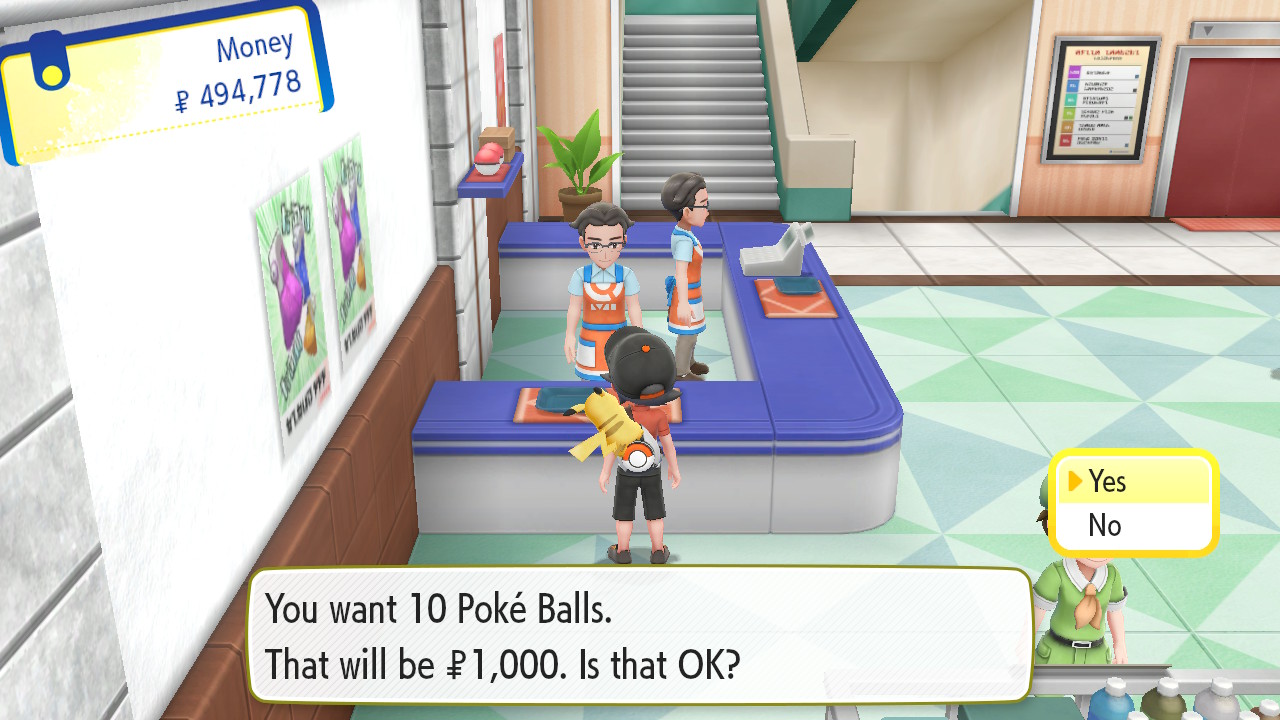 Money
₽ 494,778
Yes
No
You want 10 Poké Balls.
That will be ₽1,000. Is that OK?